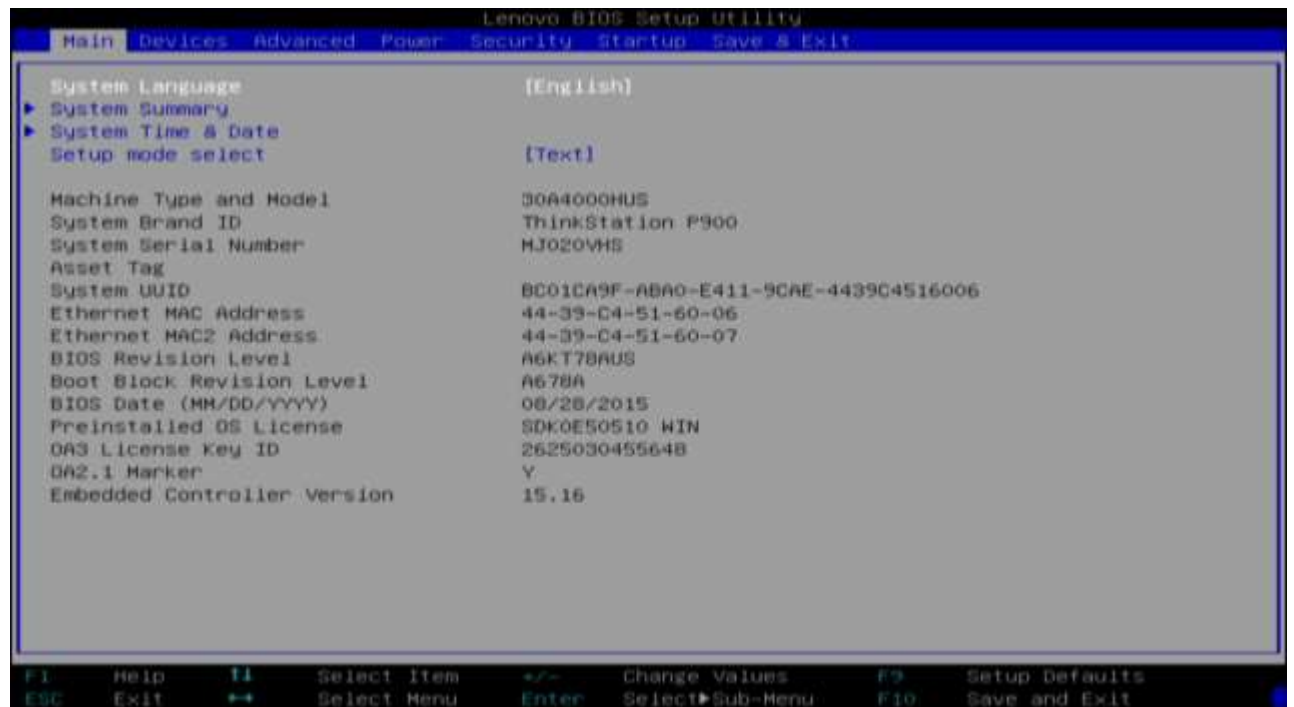 Lenovo BIOS Setup Utility
Main Devices Advanced Power Security Startup Save & Exit
System Language [English]
System Summary
System Time & Date
Setup mode select [Text]
Machine Type and Model 30A4000HUS
System Brand ID ThinkStation P900
System Serial Number MJ020VHS
Asset Tag
System UUID BC01CA9F-ABA0-E411-9CAE-4439C4516006
Ethernet MAC Address 44-39-C4-51-60-06
Ethernet MAC2 Address 44-39-C4-51-60-07
BIOS Revision Level A6KT78AUS
Boot Block Revision Level A678A
BIOS Date (MM/DD/YYYY) 08/28/2015
Preinstalled OS License SDK0E50510 WIN
OA3 License Key ID 2625030455648
OA2.1 Marker Y
Embedded Controller Version 15.16
F1 Help ↑↓ Select Item +/- Change Values F9 Setup Defaults
ESC Exit ↔ Select Menu Enter Select▶Sub-Menu F10 Save and Exit